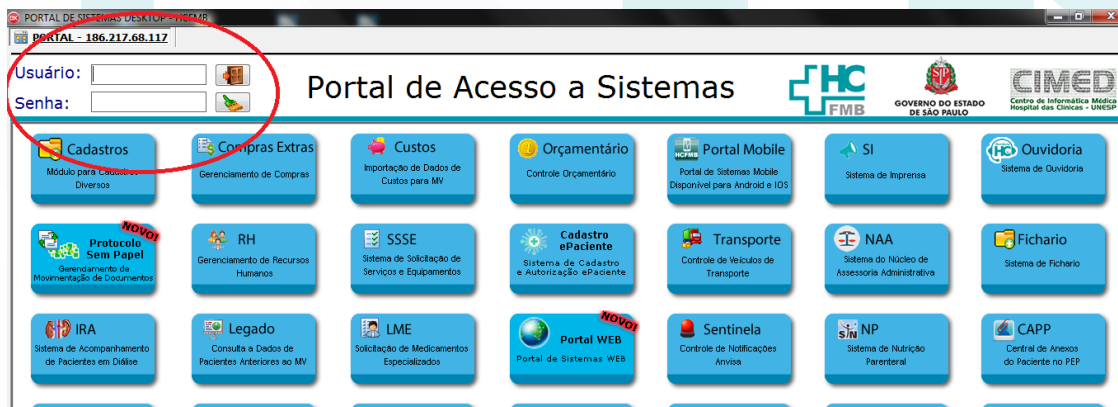 PORTAL DE SISTEMAS DESKTOP - HCFMB
PORTAL - 186.217.68.117
Usuário:
Senha:
Portal de Acesso a Sistemas
HC
FMB
SP
GOVERNO DO ESTADO
DE SÃO PAULO
CIMED
Centro de Informática Médica
Hospital das Clínicas - UNESP
Cadastros
Módulo para Cadastros
Diversos
Compras Extras
Gerenciamento de Compras
Custos
Importação de Dados de
Custos para MV
Orçamentário
Controle Orçamentário
HCFMB
Portal Mobile
Portal de Sistemas Mobile
Disponível para Android e IOS
SI
Sistema de Imprensa
HC
Ouvidoria
Sistema de Ouvidoria
NOVO!
Protocolo
Sem Papel
Gerendamento de
Movimentação de Documentos
RH
Gerenciamento de Recursos
Humanos
SSSE
Sistema de Solicitação de
Serviços e Equipamentos
Cadastro
ePaciente
Sistema de Cadastro
e Autorização ePaciente
Transporte
Controle de Veículos de
Transporte
NAA
Sistema do Núcleo de
Assessoria Administrativa
Fichario
Sistema de Fichario
IRA
Sistema de Acompanhamento
de Pacientes em Diálise
Legado
Consulta a Dados de
Pacientes Anteriores ao MV
LME
Solicitação de Medicamentos
Especializados
NOVO!
Portal WEB
Portal de Sistemas WEB
Sentinela
Controle de Notificações
Anvisa
SiN
NP
Sistema de Nutrição
Parenteral
CAPP
Central de Anexos
do Paciente no PEP